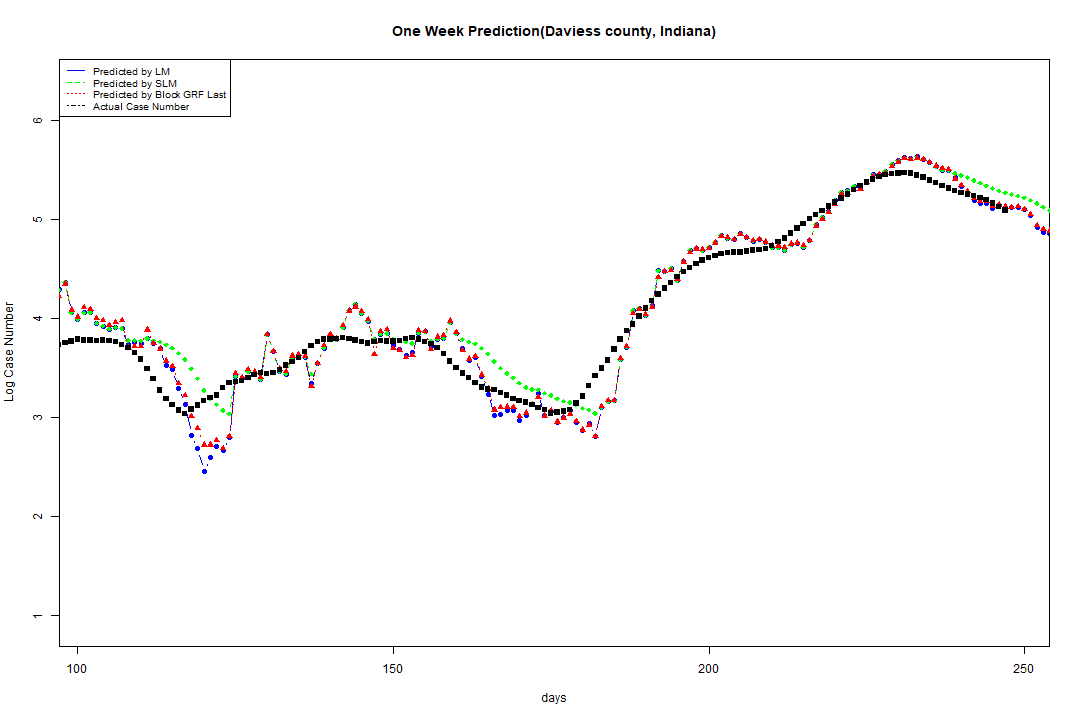 One Week Prediction(Daviess county, Indiana)
Predicted by LM
Predicted by SLM
Predicted by Block GRF Last
Actual Case Number
6
5
4
3
2
1
Log Case Number
100 150 200 250
days